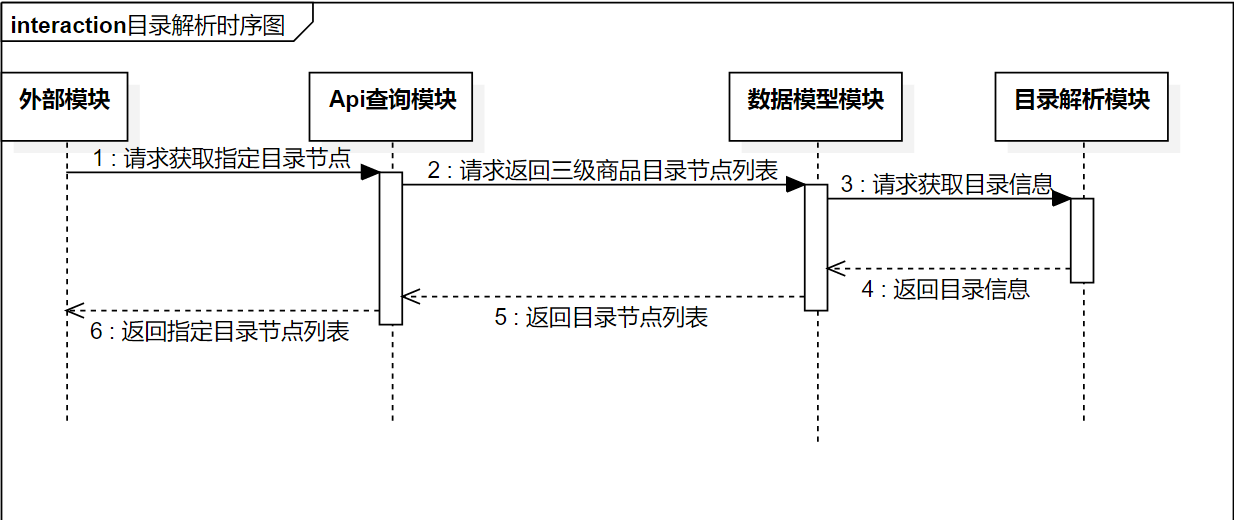 interaction目录解析时序图
外部模块
Api查询模块
数据模型模块
目录解析模块
1 : 请求获取指定目录节点
2 : 请求返回三级商品目录节点列表
3 : 请求获取目录信息
4 : 返回目录信息
5 : 返回目录节点列表
6 : 返回指定目录节点列表